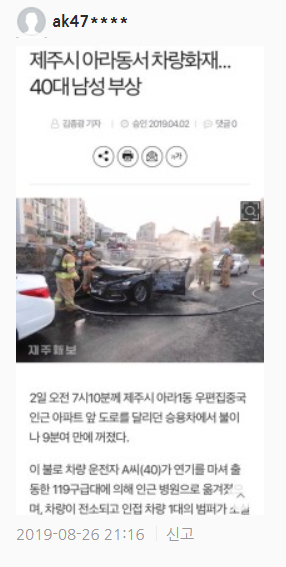 ak47****
제주시 아라동서 차량화재...
40대 남성 부상
김종광 기자 승인 2019.04.02 댓글 0
가가
제주매보
2일 오전 7시10분께 제주시 아라1동 우편집중국
인근 아파트 앞 도로를 달리던 승용차에서 불이
나 9분여 만에 꺼졌다.
이 불로 차량 운전자 A씨(40)가 연기를 마셔 출
동한 119구급대에 의해 인근 병원으로 옮겨졌으
며, 차량이 전소되고 인접 차량 1대의 범퍼가
2019-08-26 21:16 신고